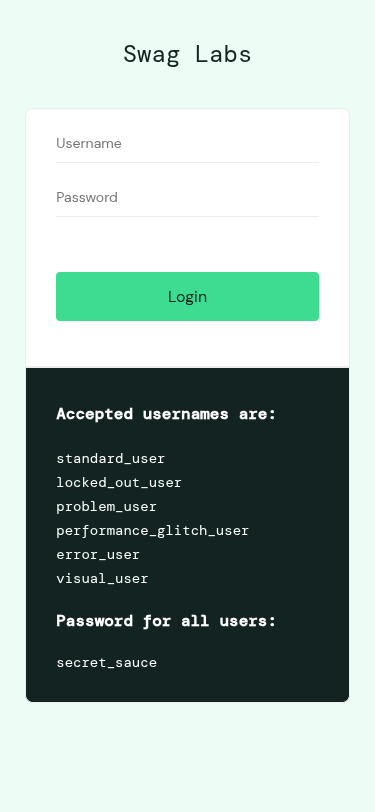 Swag Labs
Username
Password
Login
Accepted usernames are:
standard_user
locked_out_user
problem_user
performance_glitch_user
error_user
visual_user
Password for all users:
secret_sauce